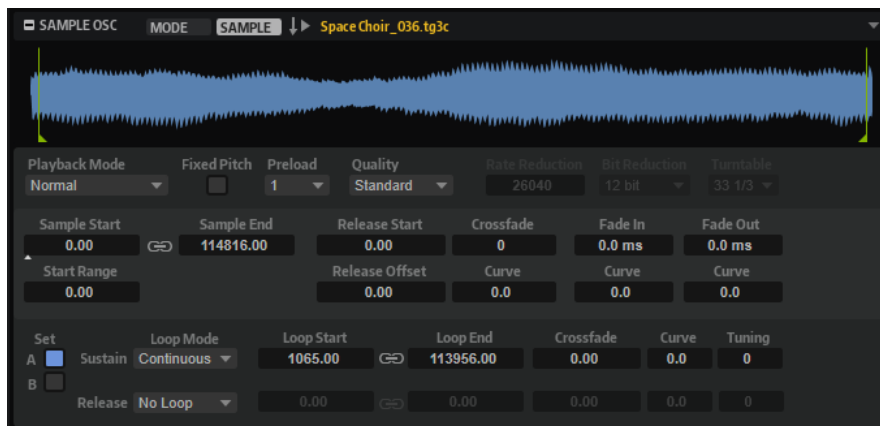 SAMPLE OSC MODE SAMPLE Space Choir_036.tg3c
Playback Mode Fixed Pitch Preload Quality Rate Reduction Bit Reduction Turntable
Normal 1 Standard 26040 12 bit 33 1/3
Sample Start Sample End Release Start Crossfade Fade In Fade Out
0.00 114816.00 0.00 0 0.0 ms 0.0 ms
Start Range Release Offset Curve Curve Curve
0.00 0.00 0.0 0.0 0.0
Set Loop Mode Loop Start Loop End Crossfade Curve Tuning
A Sustain Continuous 1065.00 113956.00 0.00 0.0 0
B
Release No Loop 0.00 0.00 0.00 0.0 0